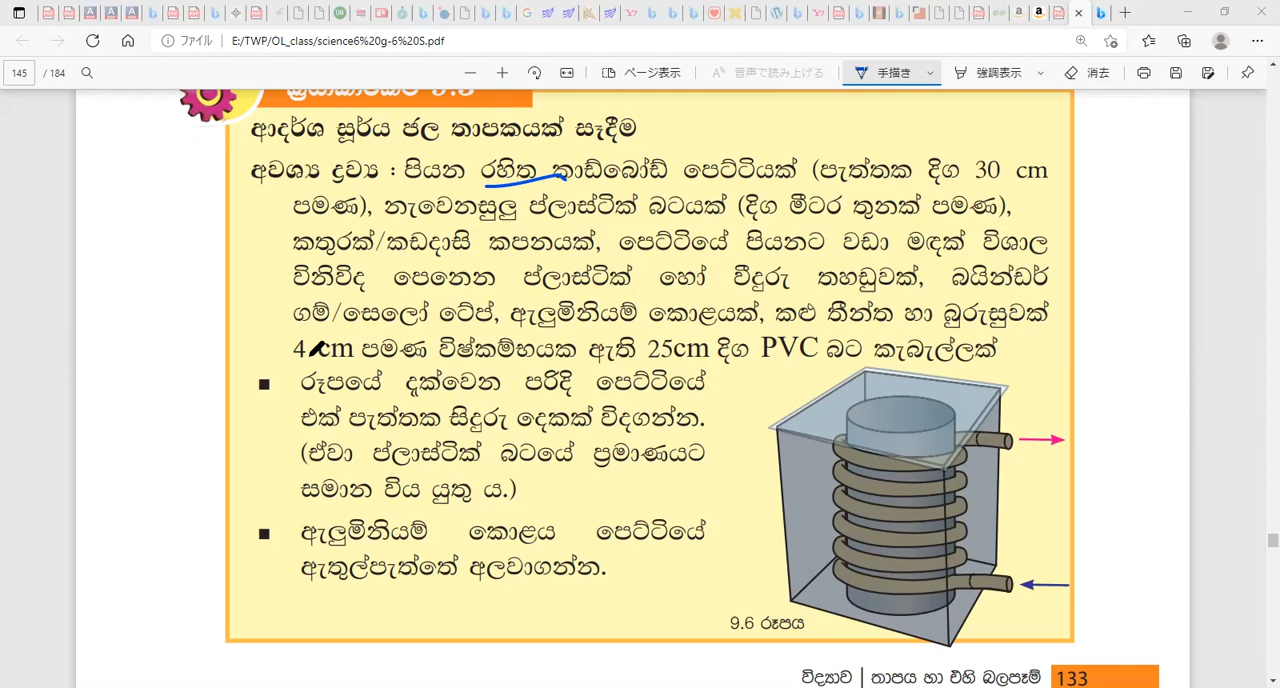 ファイル
E:/TWP/OL_class/science6%20g-6%20S.pdf
145 / 184
ページ表示
音声で読み上げる
手描き
強調表示
消去
ආදර්ශ සූර්ය ජල තාපකයක් සෑදීම
අවශ්‍ය ද්‍රව්‍ය : පියන රහිත කාඩ්බෝඩ් පෙට්ටියක් (පැත්තක දිග 30 cm
පමණ), නැවෙනසුලු ප්ලාස්ටික් බටයක් (දිග මීටර තුනක් පමණ),
කතුරක්/කඩදාසි කපනයක්, පෙට්ටියේ පියනට වඩා මඳක් විශාල
විනිවිද පෙනෙන ප්ලාස්ටික් හෝ වීදුරු තහඩුවක්, බයින්ඩර්
ගම්/සෙලෝ ටේප්, ඇලුමිනියම් කොළයක්, කළු තීන්ත හා බුරුසුවක්
4 cm පමණ විෂ්කම්භයක ඇති 25cm දිග PVC බට කැබැල්ලක්
■ රූපයේ දැක්වෙන පරිදි පෙට්ටියේ
එක් පැත්තක සිදුරු දෙකක් විදගන්න.
(ඒවා ප්ලාස්ටික් බටයේ ප්‍රමාණයට
සමාන විය යුතු ය.)
■ ඇලුමිනියම් කොළය පෙට්ටියේ
ඇතුල්පැත්තේ අලවාගන්න.
9.6 රූපය
විද්‍යාව | තාපය හා එහි බලපෑම් 133